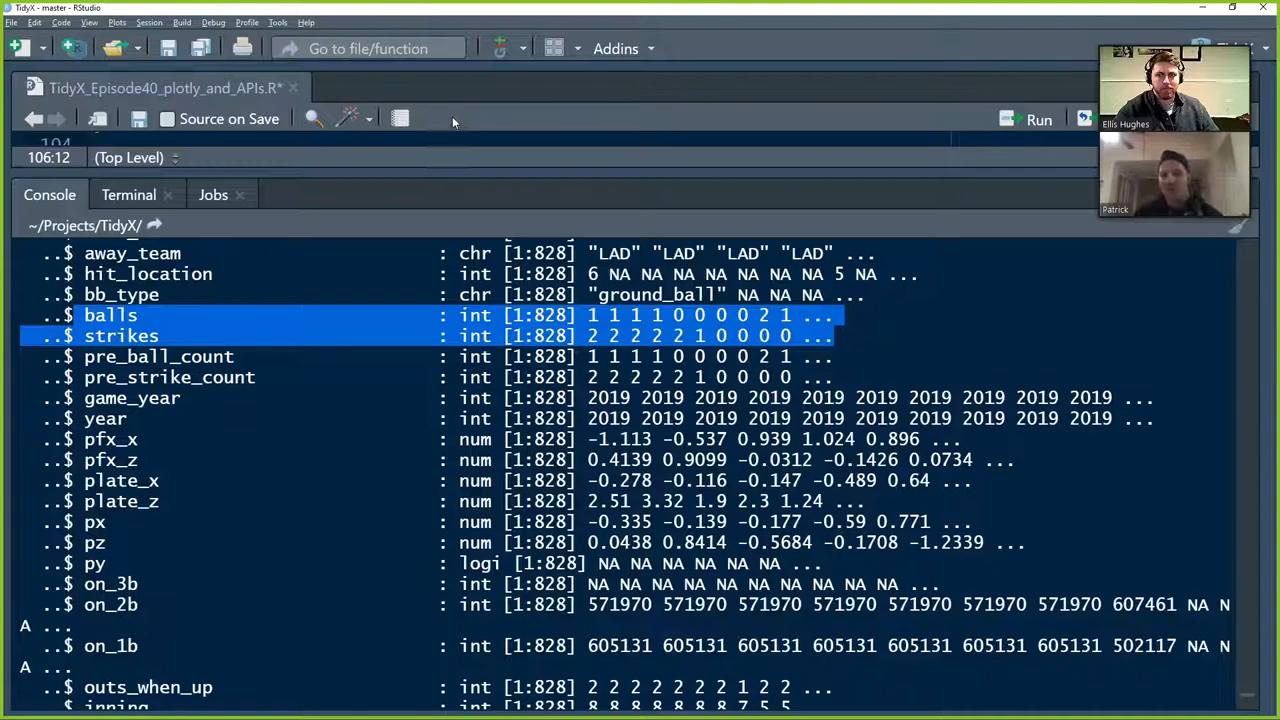 TidyX - master - RStudio
File Edit Code View Plots Session Build Debug Profile Tools Help
Go to file/function Addins
TidyX_Episode40_plotly_and_APIs.R*
Source on Save Run
104
106:12 (Top Level)
Ellis Hughes
Patrick
Console Terminal Jobs
~/Projects/TidyX/
..$ away_team : chr [1:828] "LAD" "LAD" "LAD" "LAD" ...
..$ hit_location : int [1:828] 6 NA NA NA NA NA NA NA 5 NA ...
..$ bb_type : chr [1:828] "ground_ball" NA NA NA ...
..$ balls : int [1:828] 1 1 1 1 0 0 0 0 2 1 ...
..$ strikes : int [1:828] 2 2 2 2 2 1 0 0 0 0 ...
..$ pre_ball_count : int [1:828] 1 1 1 1 0 0 0 0 2 1 ...
..$ pre_strike_count : int [1:828] 2 2 2 2 2 1 0 0 0 0 ...
..$ game_year : int [1:828] 2019 2019 2019 2019 2019 2019 2019 2019 2019 2019 ...
..$ year : int [1:828] 2019 2019 2019 2019 2019 2019 2019 2019 2019 2019 ...
..$ pfx_x : num [1:828] -1.113 -0.537 0.939 1.024 0.896 ...
..$ pfx_z : num [1:828] 0.4139 0.9099 -0.0312 -0.1426 0.0734 ...
..$ plate_x : num [1:828] -0.278 -0.116 -0.147 -0.489 0.64 ...
..$ plate_z : num [1:828] 2.51 3.32 1.9 2.3 1.24 ...
..$ px : num [1:828] -0.335 -0.139 -0.177 -0.59 0.771 ...
..$ pz : num [1:828] 0.0438 0.8414 -0.5684 -0.1708 -1.2339 ...
..$ py : logi [1:828] NA NA NA NA NA NA ...
..$ on_3b : int [1:828] NA NA NA NA NA NA NA NA NA NA ...
..$ on_2b : int [1:828] 571970 571970 571970 571970 571970 571970 571970 607461 NA N
A ...
..$ on_1b : int [1:828] 605131 605131 605131 605131 605131 605131 605131 502117 NA N
A ...
..$ outs_when_up : int [1:828] 2 2 2 2 2 2 2 1 2 2 ...
..$ inning : int [1:828] 8 8 8 8 8 8 8 7 5 5 ...